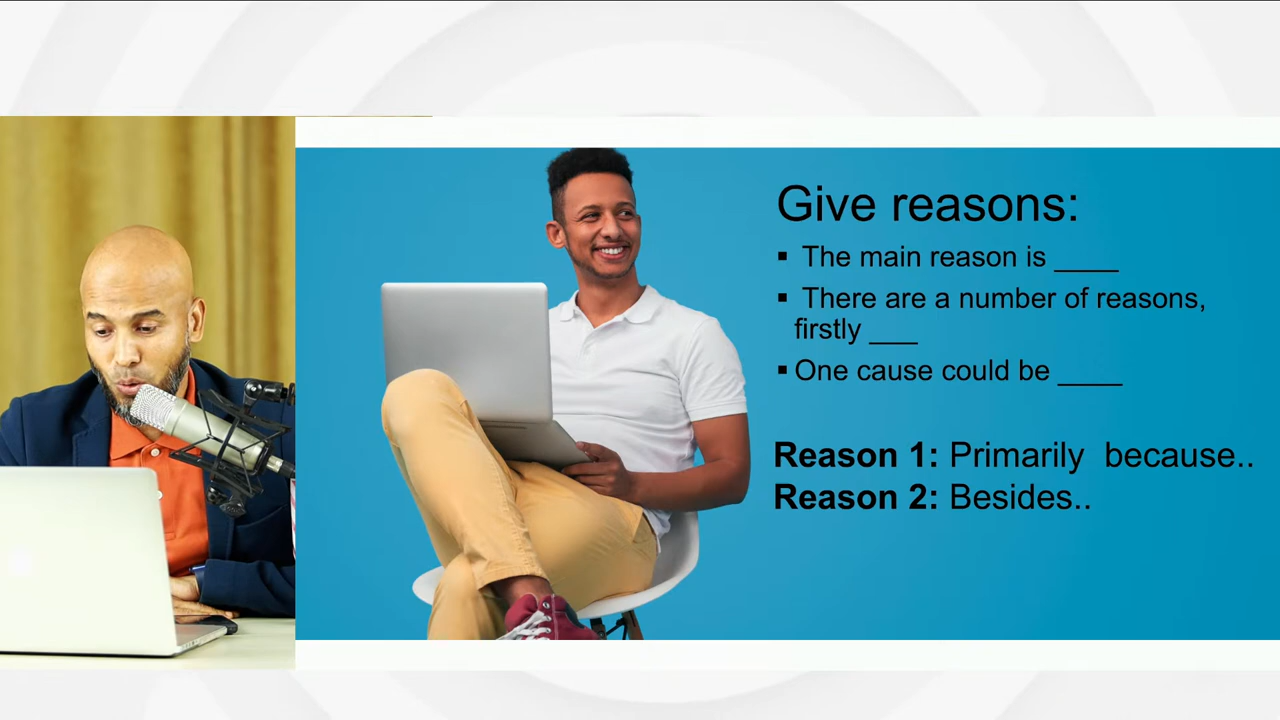 Give reasons:
▪ The main reason is ____
▪ There are a number of reasons,
firstly ___
▪ One cause could be ____
Reason 1: Primarily  because..
Reason 2: Besides..